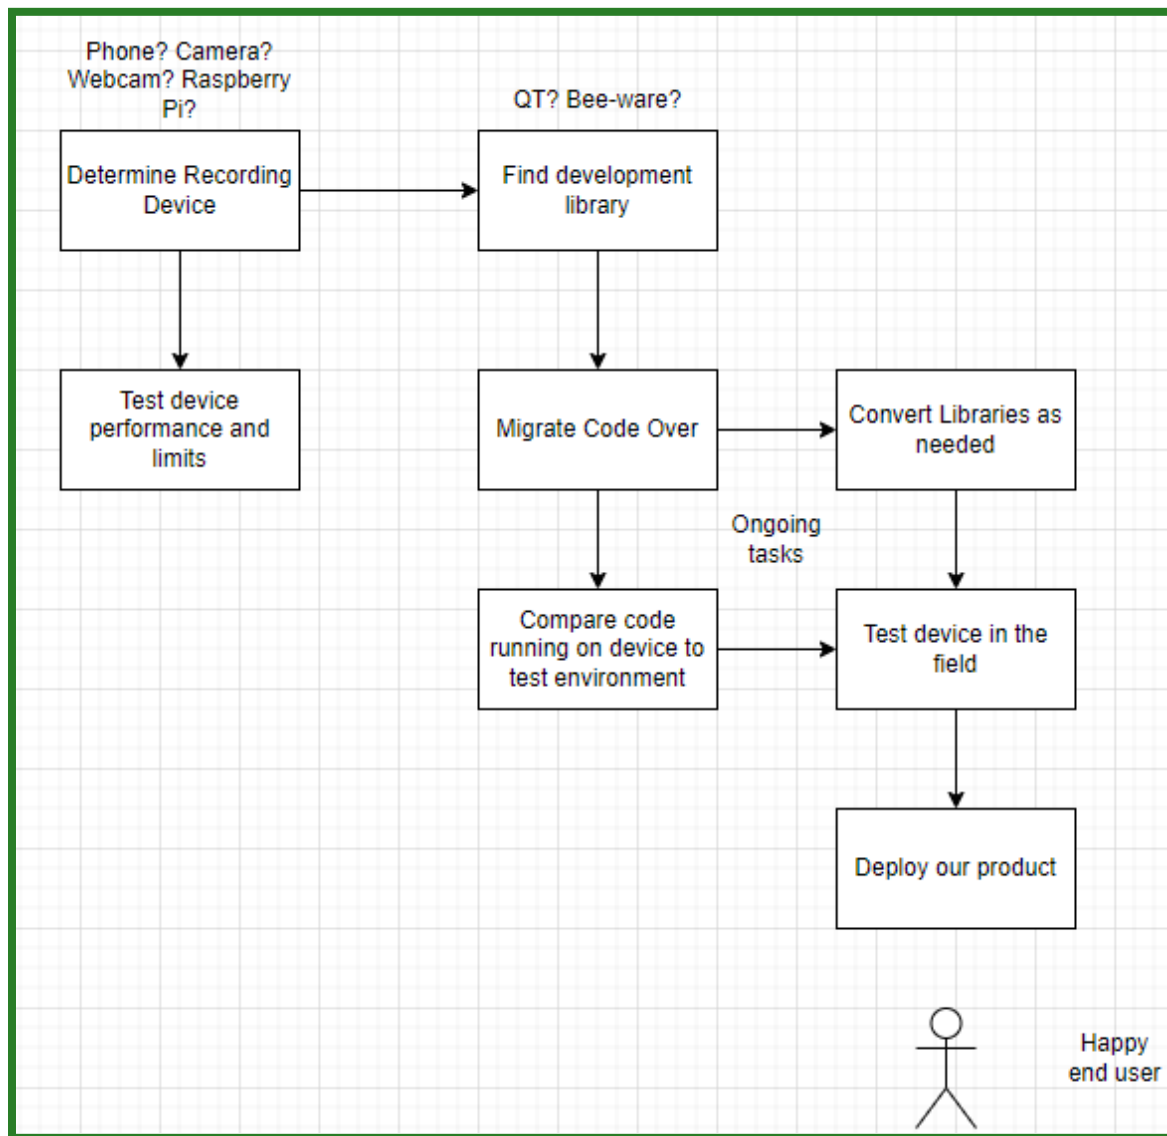 Phone? Camera?
Webcam? Raspberry
Pi?
QT? Bee-ware?
Determine Recording
Device
Find development
library
Test device
performance and
limits
Migrate Code Over
Convert Libraries as
needed
Ongoing
tasks
Compare code
running on device to
test environment
Test device in the
field
Deploy our product
Happy
end user